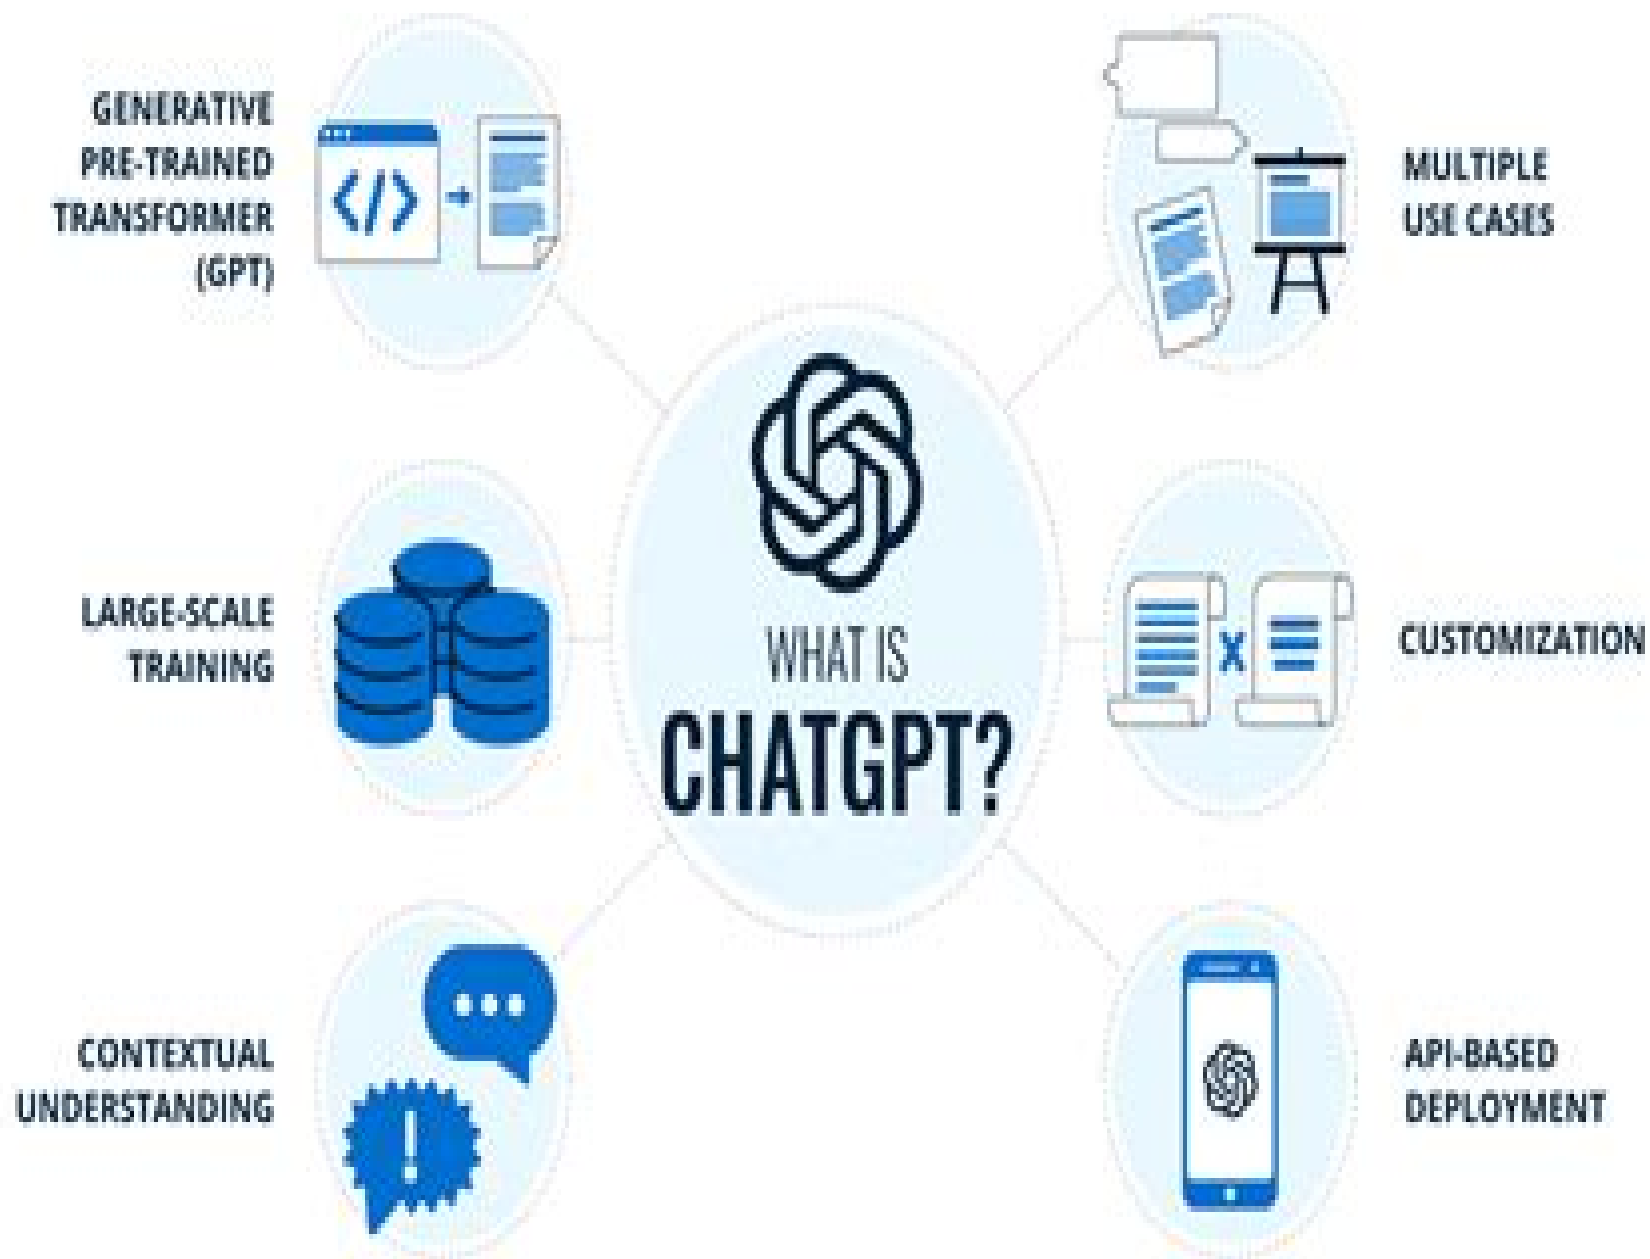 GENERATIVE
PRE-TRAINED
TRANSFORMER
(GPT)
LARGE-SCALE
TRAINING
CONTEXTUAL
UNDERSTANDING
WHAT IS
CHATGPT?
MULTIPLE
USE CASES
CUSTOMIZATION
API-BASED
DEPLOYMENT